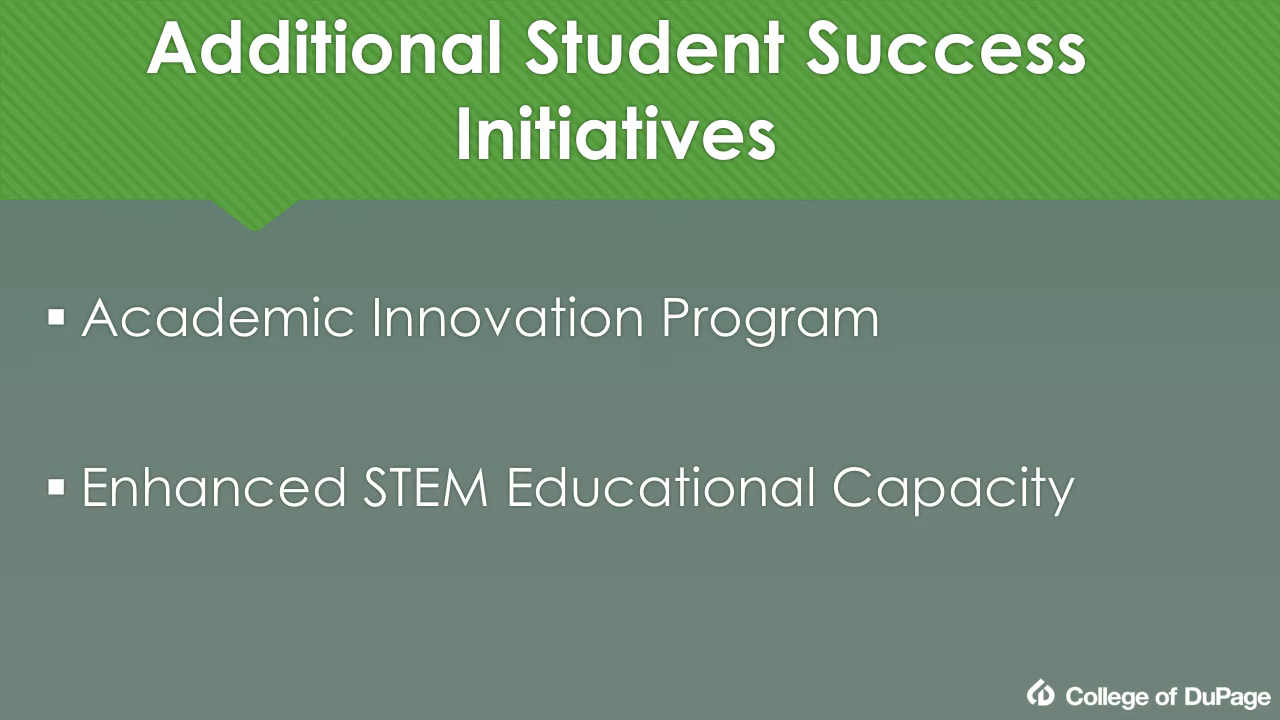 Additional Student Success
Initiatives
▪ Academic Innovation Program
▪ Enhanced STEM Educational Capacity
College of DuPage